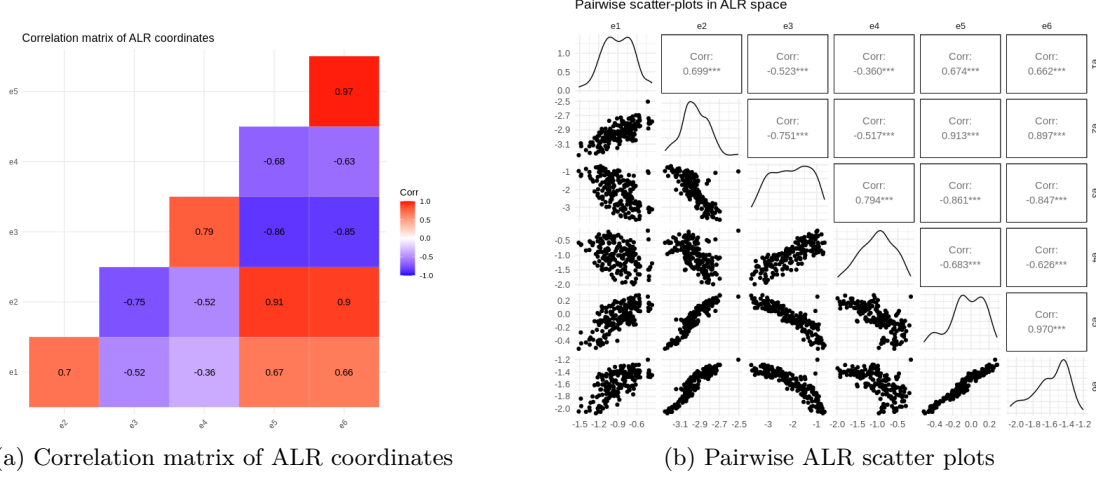 Pairwise scatter-plots in ALR space
Correlation matrix of ALR coordinates
e1 e2 e3 e4 e5 e6
Corr: 0.699***
Corr: -0.523***
Corr: -0.360***
Corr: 0.674***
Corr: 0.662***
Corr: -0.751***
Corr: -0.517***
Corr: 0.913***
Corr: 0.897***
Corr: 0.794***
Corr: -0.861***
Corr: -0.847***
Corr: -0.683***
Corr: -0.626***
Corr: 0.970***
1.0
0.5
0.0
-2.5
-2.7
-2.9
-3.1
-1
-2
-3
-0.5
-1.0
-1.5
-2.0
0.2
0.0
-0.2
-0.4
-1.2
-1.4
-1.6
-1.8
-2.0
-1.5 -1.2 -0.9 -0.6
-3.1 -2.9 -2.7 -2.5
-3 -2 -1
-2.0 -1.5 -1.0 -0.5
-0.4 -0.2 0.0 0.2
-2.0 -1.8 -1.6 -1.4 -1.2
e5 0.97
e4 -0.68 -0.63
e3 0.79 -0.86 -0.85
e2 -0.75 -0.52 0.91 0.9
e1 0.7 -0.52 -0.36 0.67 0.66
e2 e3 e4 e5 e6
Corr
1.0
0.5
0.0
-0.5
-1.0
a) Correlation matrix of ALR coordinates
(b) Pairwise ALR scatter plots